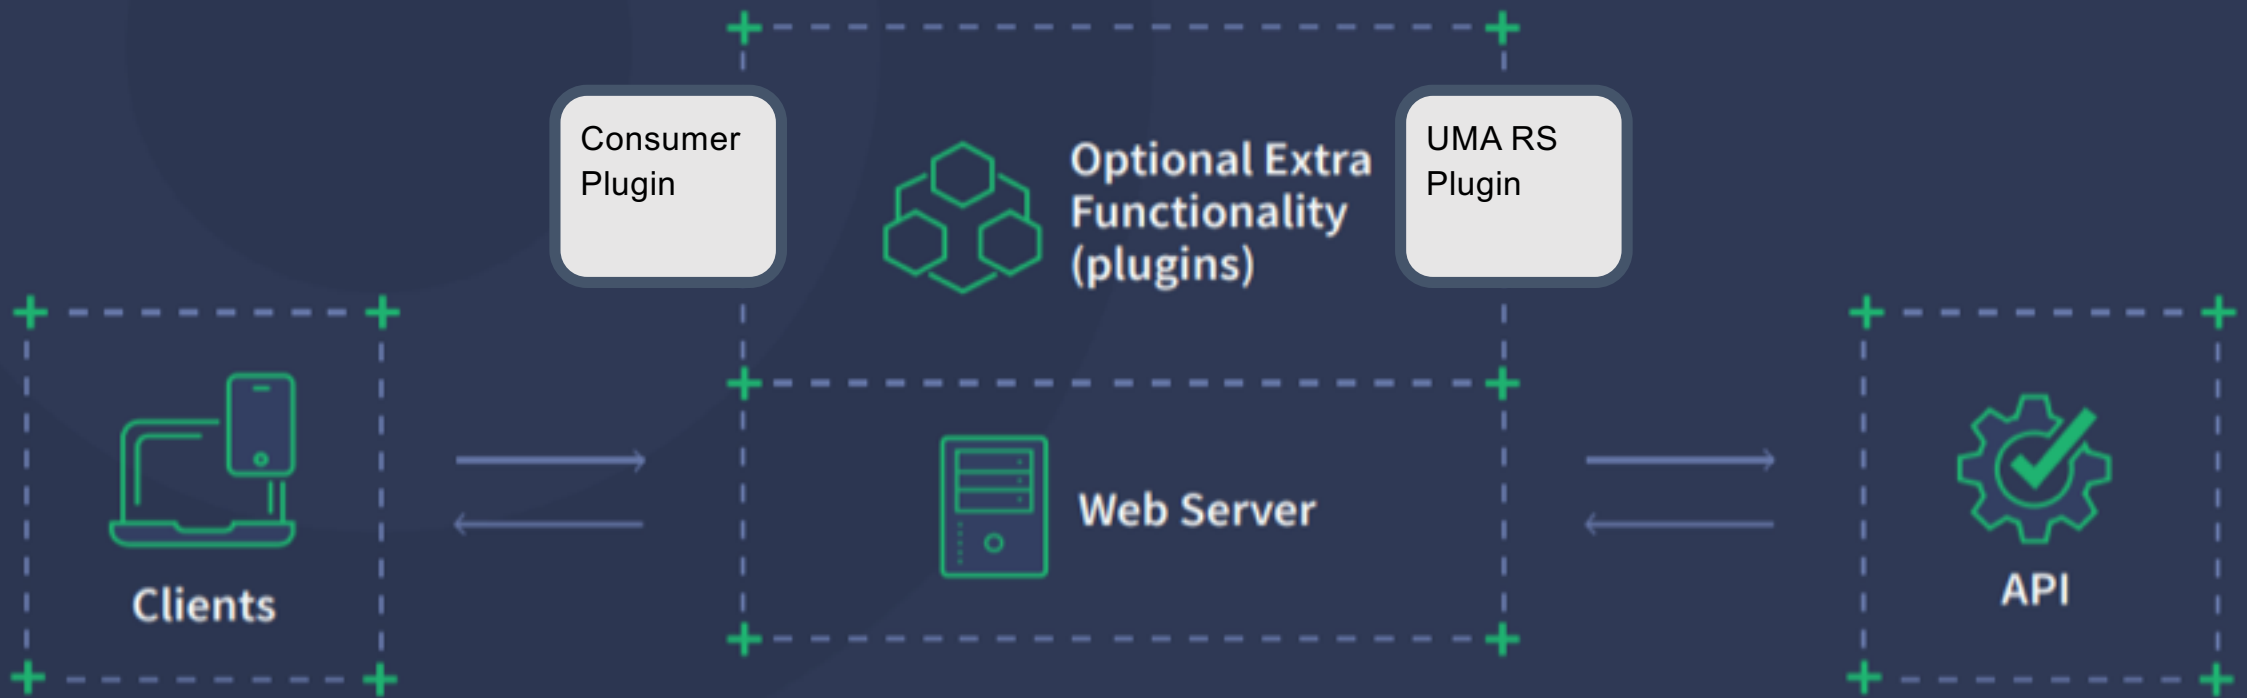 Consumer
Plugin
Optional Extra
Functionality
(plugins)
UMA RS
Plugin
Clients
Web Server
API